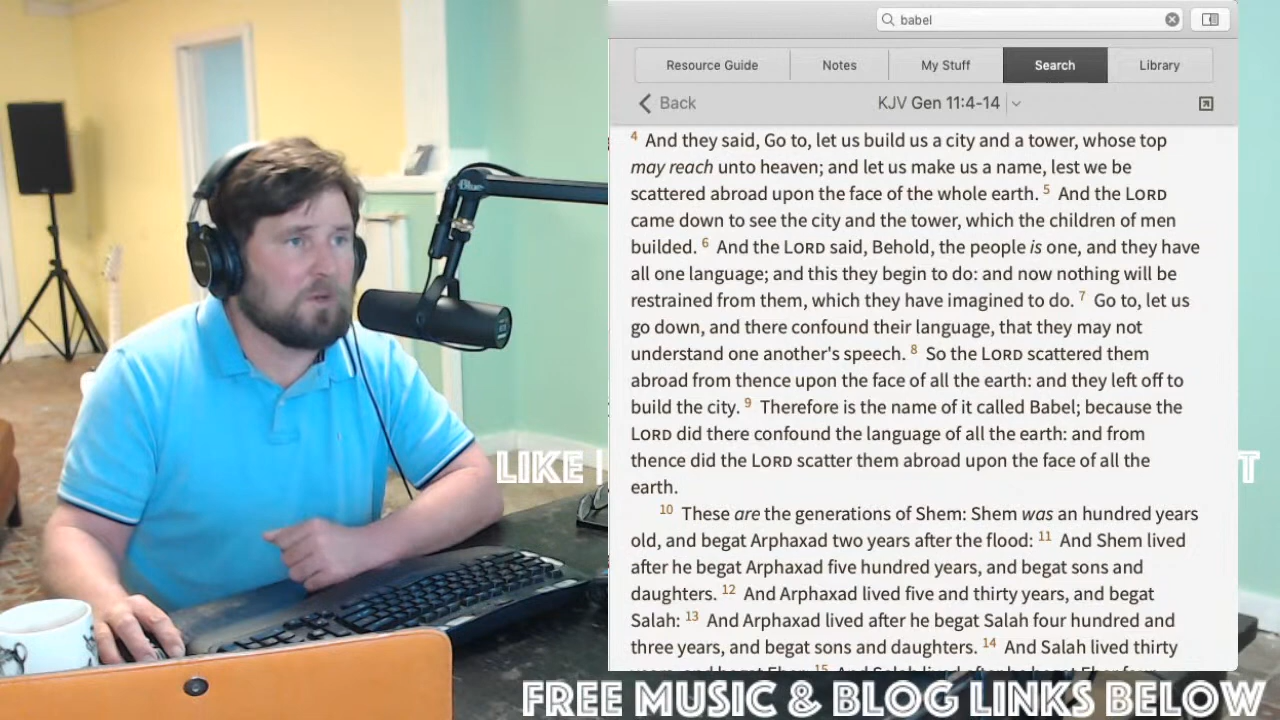 babel
Resource Guide
Notes
My Stuff
Search
Library
Back
KJV Gen 11:4-14
4 And they said, Go to, let us build us a city and a tower, whose top
may reach unto heaven; and let us make us a name, lest we be
scattered abroad upon the face of the whole earth. 5 And the LORD
came down to see the city and the tower, which the children of men
builded. 6 And the LORD said, Behold, the people is one, and they have
all one language; and this they begin to do: and now nothing will be
restrained from them, which they have imagined to do. 7 Go to, let us
go down, and there confound their language, that they may not
understand one another's speech. 8 So the LORD scattered them
abroad from thence upon the face of all the earth: and they left off to
build the city. 9 Therefore is the name of it called Babel; because the
LORD did there confound the language of all the earth: and from
thence did the LORD scatter them abroad upon the face of all the
earth.
10 These are the generations of Shem: Shem was an hundred years
old, and begat Arphaxad two years after the flood: 11 And Shem lived
after he begat Arphaxad five hundred years, and begat sons and
daughters. 12 And Arphaxad lived five and thirty years, and begat
Salah: 13 And Arphaxad lived after he begat Salah four hundred and
three years, and begat sons and daughters. 14 And Salah lived thirty
Blue
LIKE |
T
FREE MUSIC & BLOG LINKS BELOW